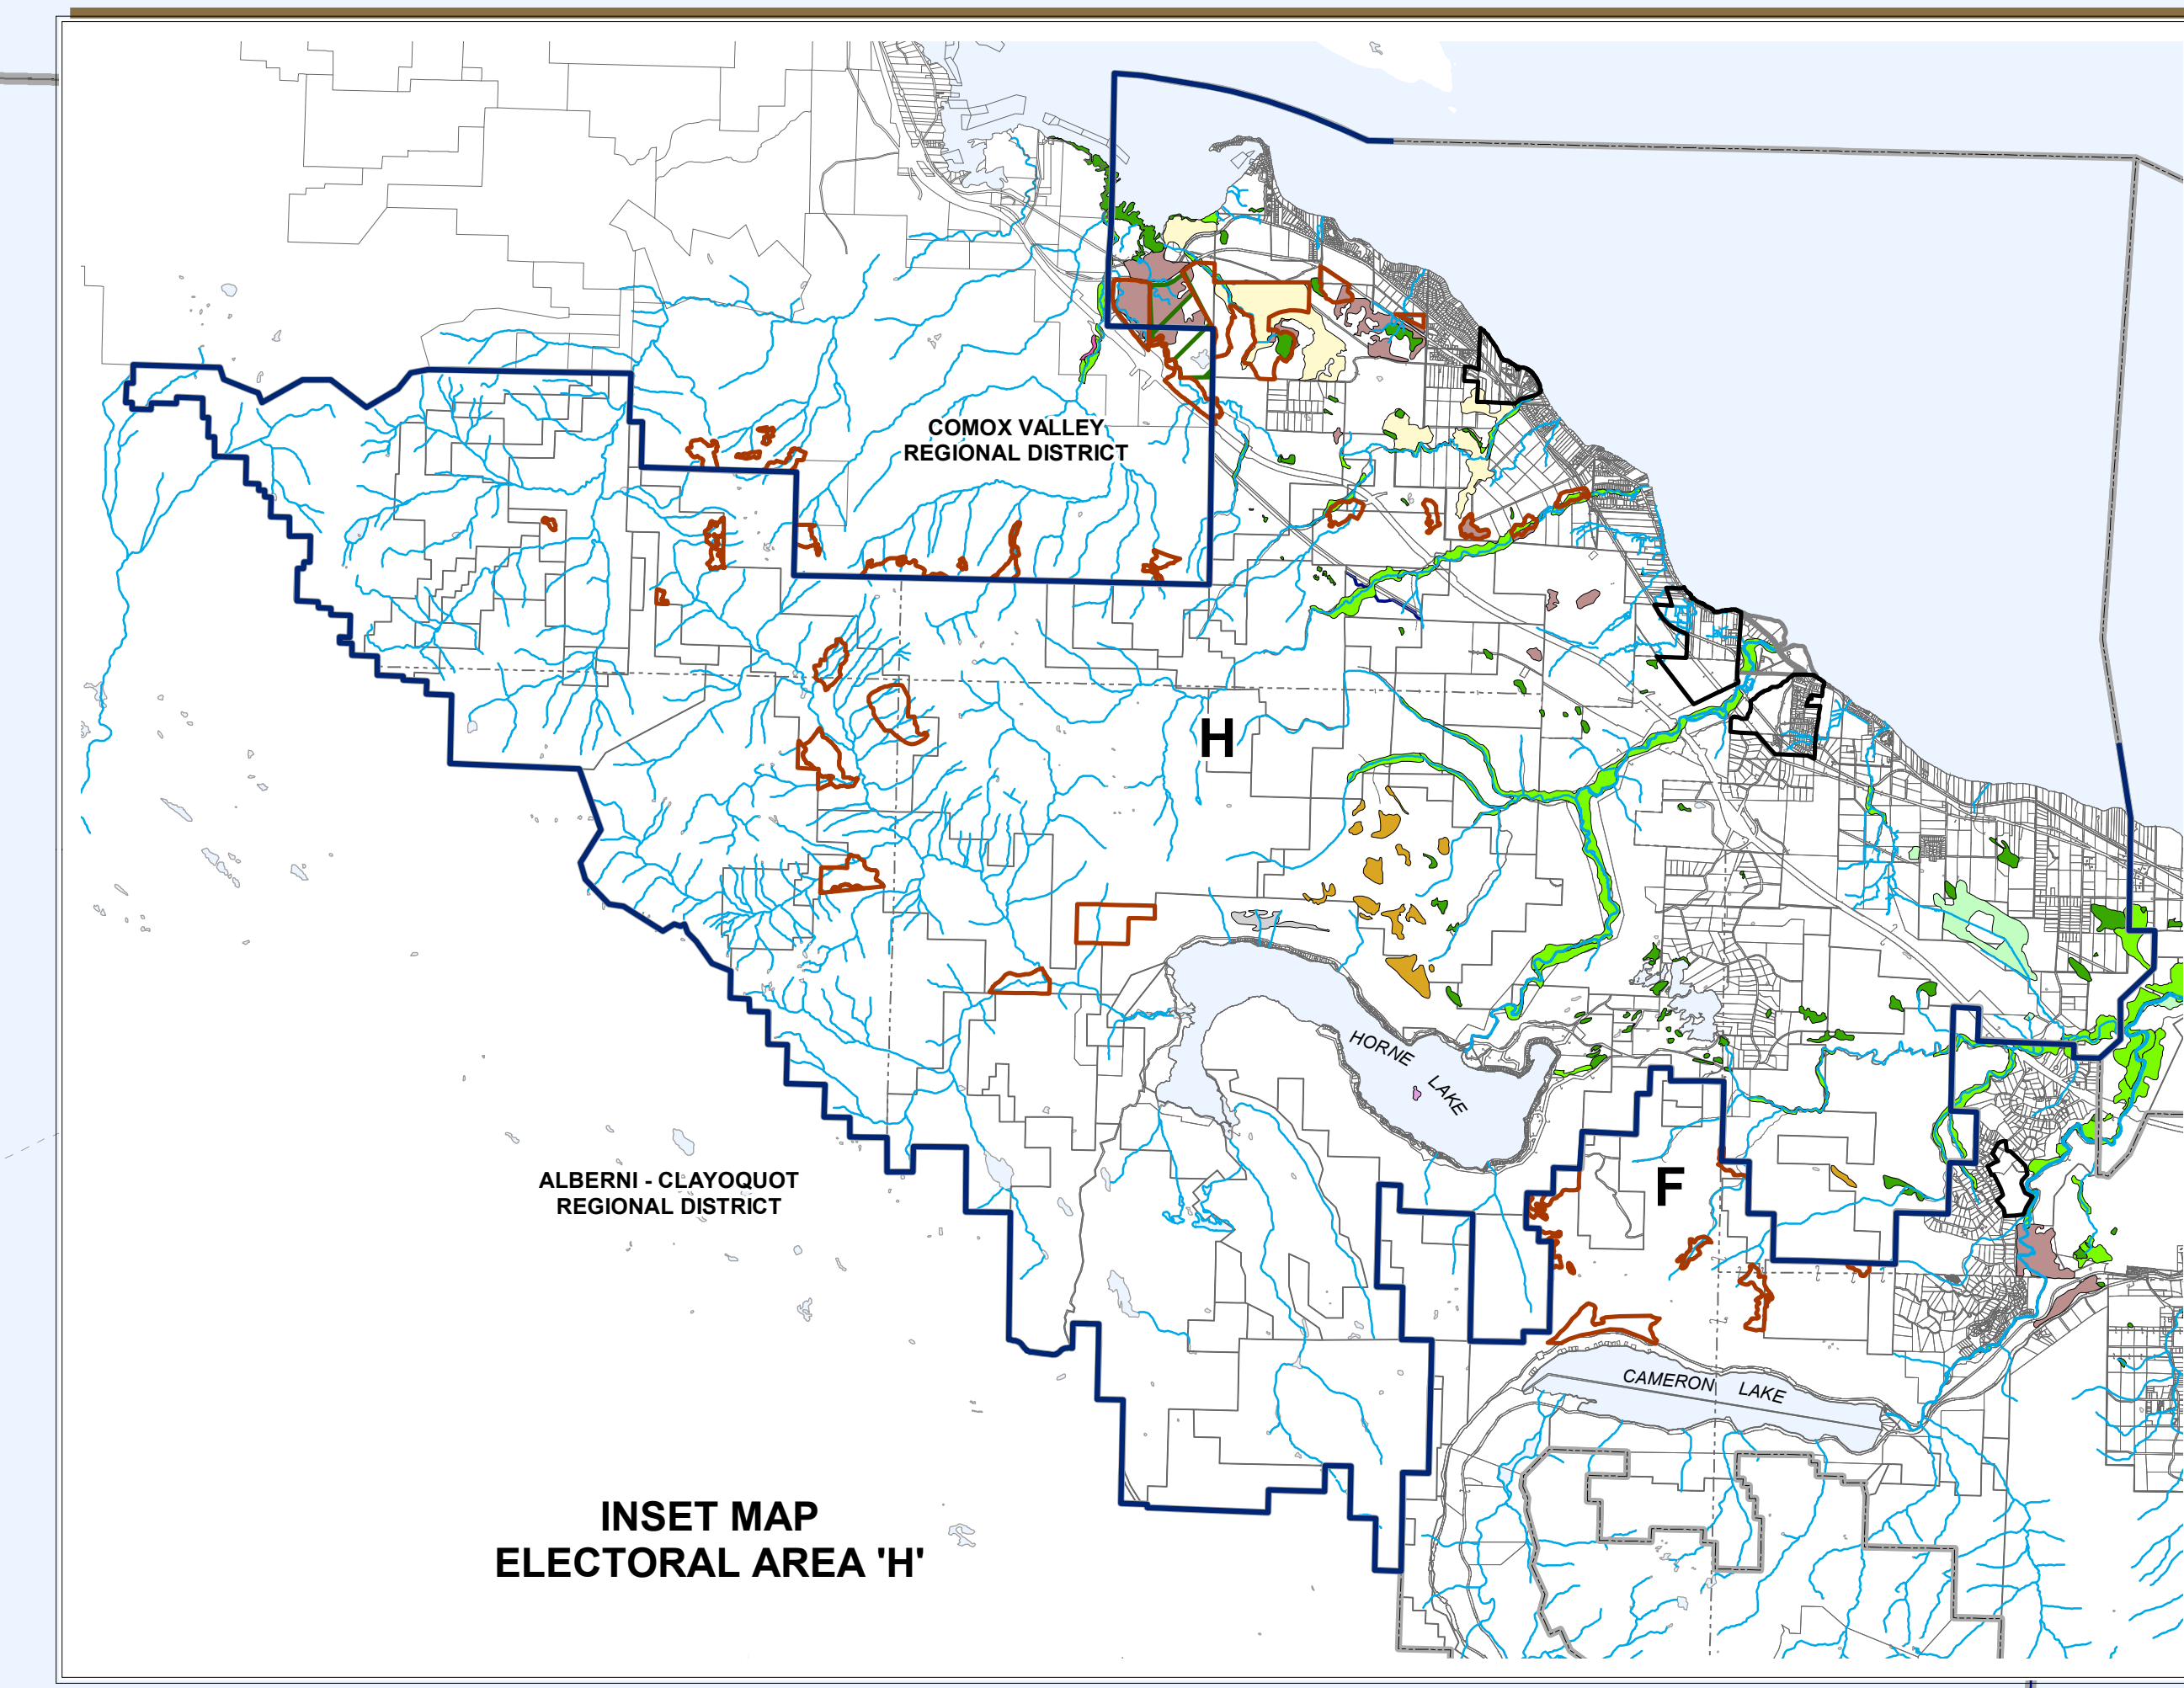 COMOX VALLEY
REGIONAL DISTRICT
H
HORNE
LAKE
ALBERNI - CLAYOQUOT
REGIONAL DISTRICT
F
CAMERON LAKE
INSET MAP
ELECTORAL AREA 'H'